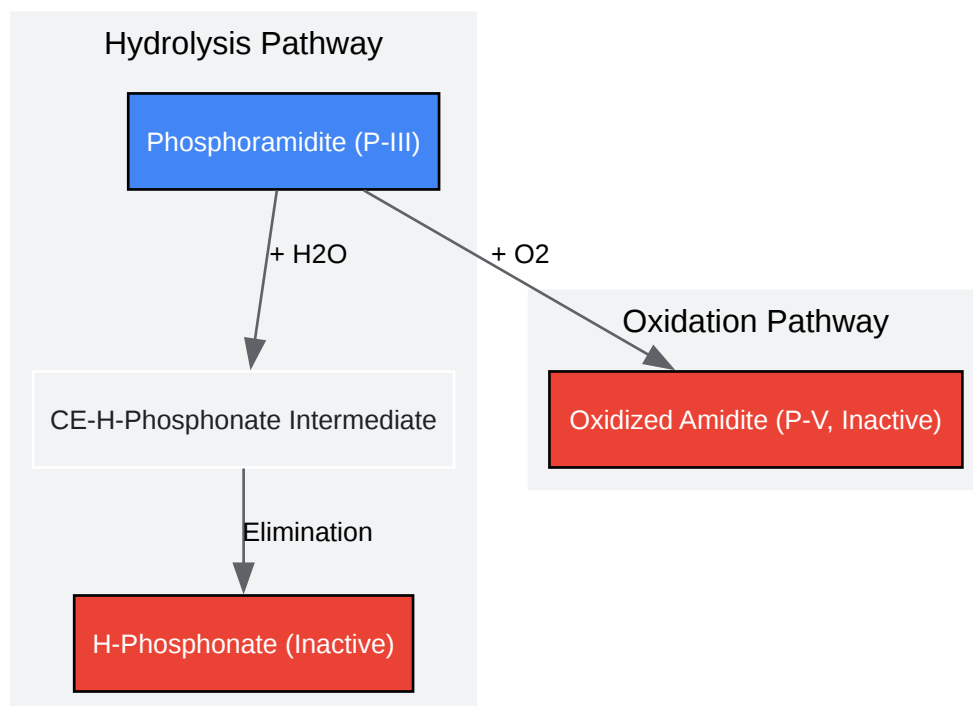 Hydrolysis Pathway
Phosphoramidite (P-III)
+ H2O
+ O2
Oxidation Pathway
CE-H-Phosphonate Intermediate
Oxidized Amidite (P-V, Inactive)
Elimination
H-Phosphonate (Inactive)